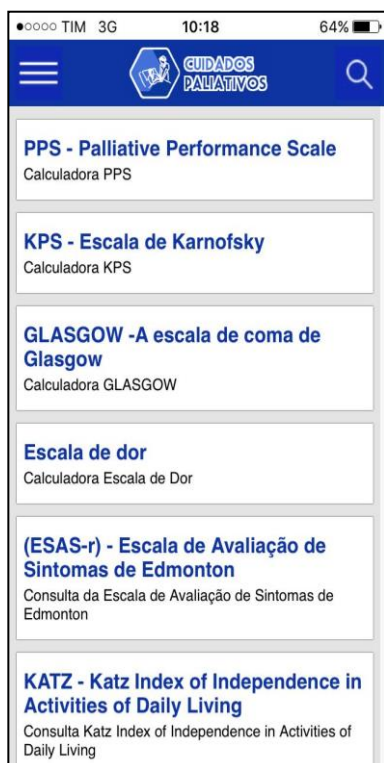 ●○○○○ TIM 3G 10:18 64%
CUIDADOS
PALIATIVOS
PPS - Palliative Performance Scale
Calculadora PPS
KPS - Escala de Karnofsky
Calculadora KPS
GLASGOW -A escala de coma de
Glasgow
Calculadora GLASGOW
Escala de dor
Calculadora Escala de Dor
(ESAS-r) - Escala de Avaliação de
Sintomas de Edmonton
Consulta da Escala de Avaliação de Sintomas de
Edmonton
KATZ - Katz Index of Independence in
Activities of Daily Living
Consulta Katz Index of Independence in Activities of
Daily Living